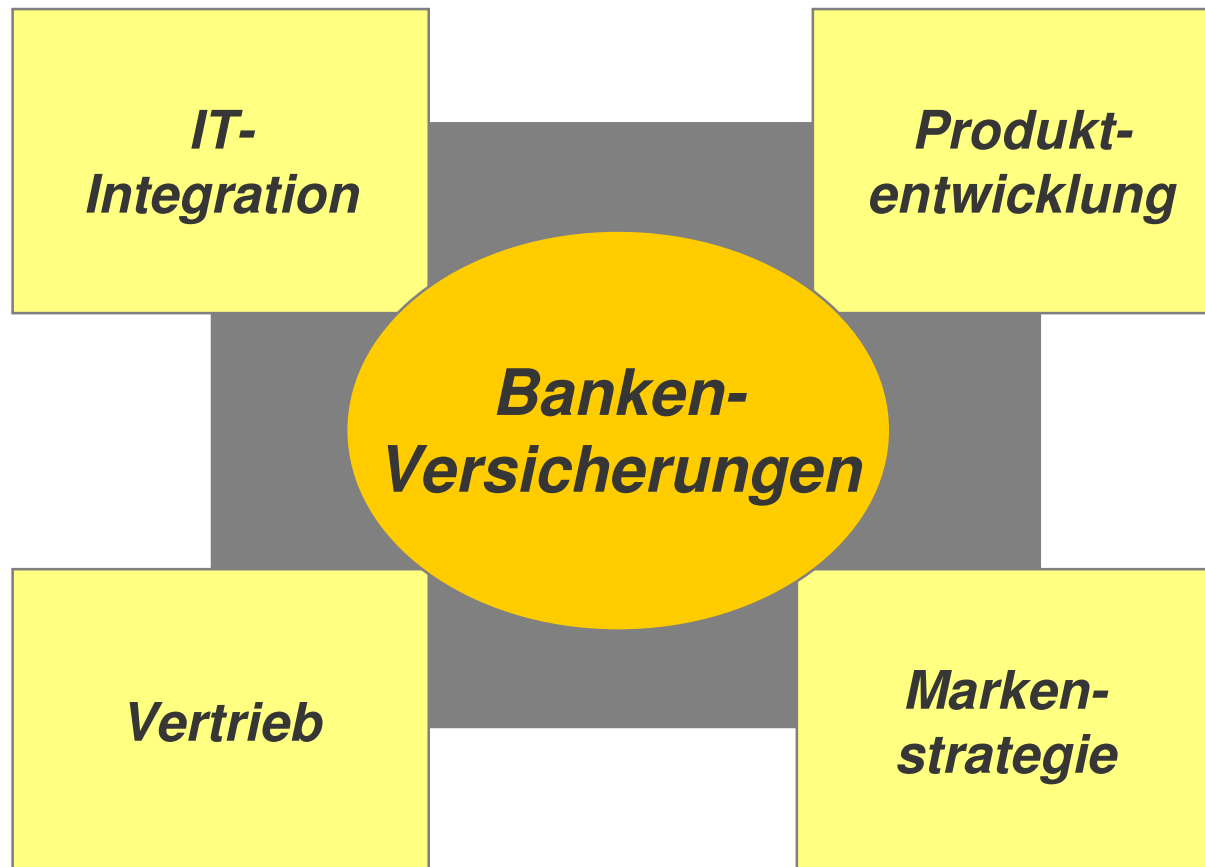 IT-
Integration
Produkt-
entwicklung
Banken-
Versicherungen
Vertrieb
Marken-
strategie